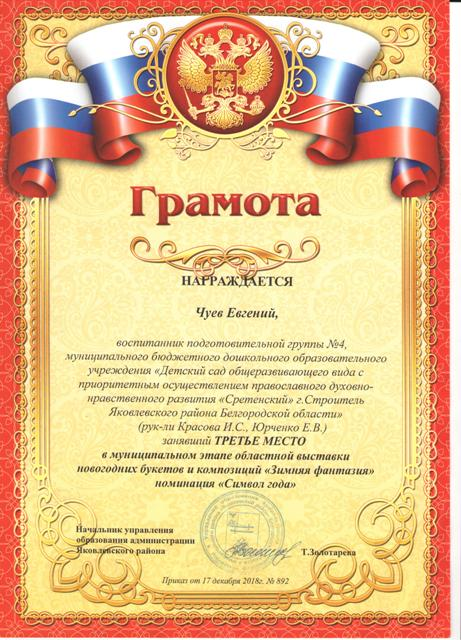 Грамота
НАГРАЖДАЕТСЯ
Чуев Евгений,
воспитанник подготовительной группы №4,
муниципального бюджетного дошкольного образовательного
учреждения «Детский сад общеразвивающего вида с
приоритетным осуществлением православного духовно-
нравственного развития «Сретенский» г.Строитель
Яковлевского района Белгородской области»
(рук-ли Красова И.С., Юрченко Е.В.)
занявший ТРЕТЬЕ МЕСТО
в муниципальном этапе областной выставки
новогодних букетов и композиций «Зимняя фантазия»
номинация «Символ года»
Начальник управления
образования администрации
Яковлевского района
Т.Золотарева
Приказ от 17 декабря 2018г. № 892